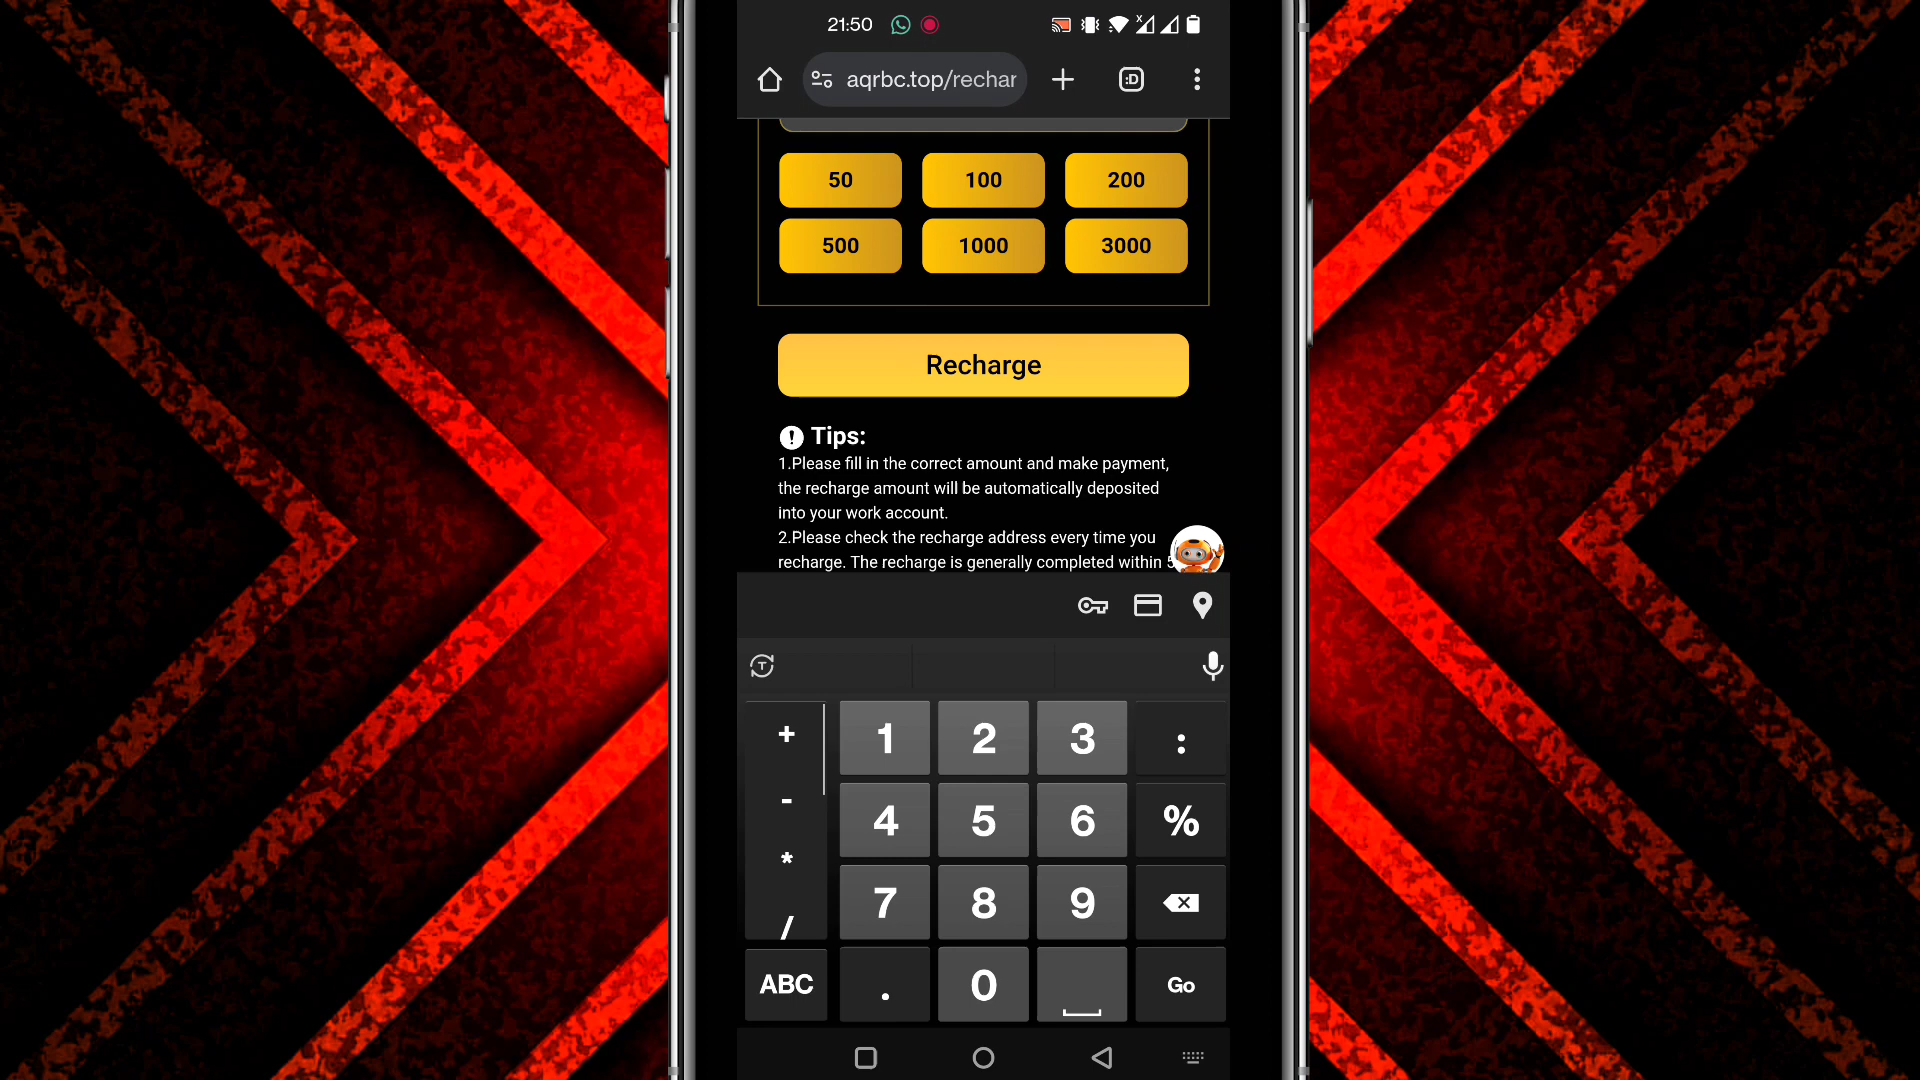 21:50
aqrbc.top/rechar
50 100 200
500 1000 3000
Recharge
Tips:
1.Please fill in the correct amount and make payment,
the recharge amount will be automatically deposited
into your work account.
2.Please check the recharge address every time you
recharge. The recharge is generally completed within 5
+ 1 2 3 :
- 4 5 6 %
* 7 8 9
/
ABC . 0 Go